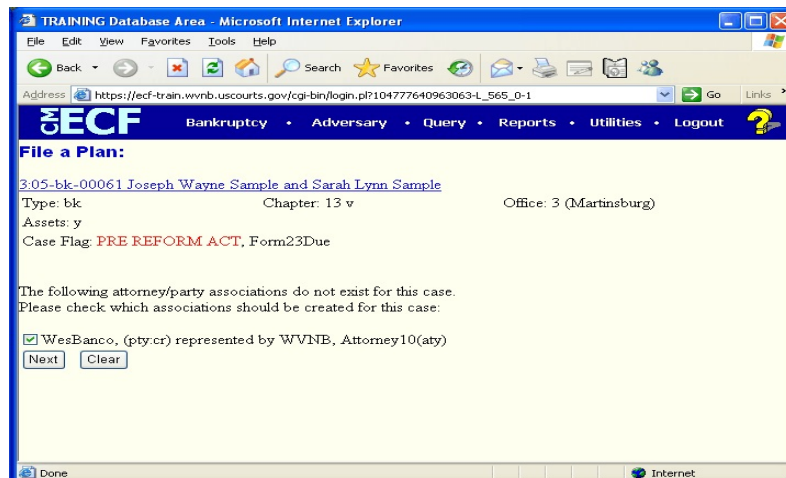 TRAINING Database Area - Microsoft Internet Explorer
File Edit View Favorites Tools Help
Back Search Favorites
Address https://ecf-train.wvnb.uscourts.gov/cgi-bin/login.pl?104777640963063-L_565_0-1 Go Links »
CM ECF Bankruptcy • Adversary • Query • Reports • Utilities • Logout ?
File a Plan:
3:05-bk-00061 Joseph Wayne Sample and Sarah Lynn Sample
Type: bk Chapter: 13 v Office: 3 (Martinsburg)
Assets: y
Case Flag: PRE REFORM ACT, Form23Due
The following attorney/party associations do not exist for this case.
Please check which associations should be created for this case:
WesBanco, (pty:cr) represented by WVNB, Attorney10(aty)
Next Clear
Done Internet